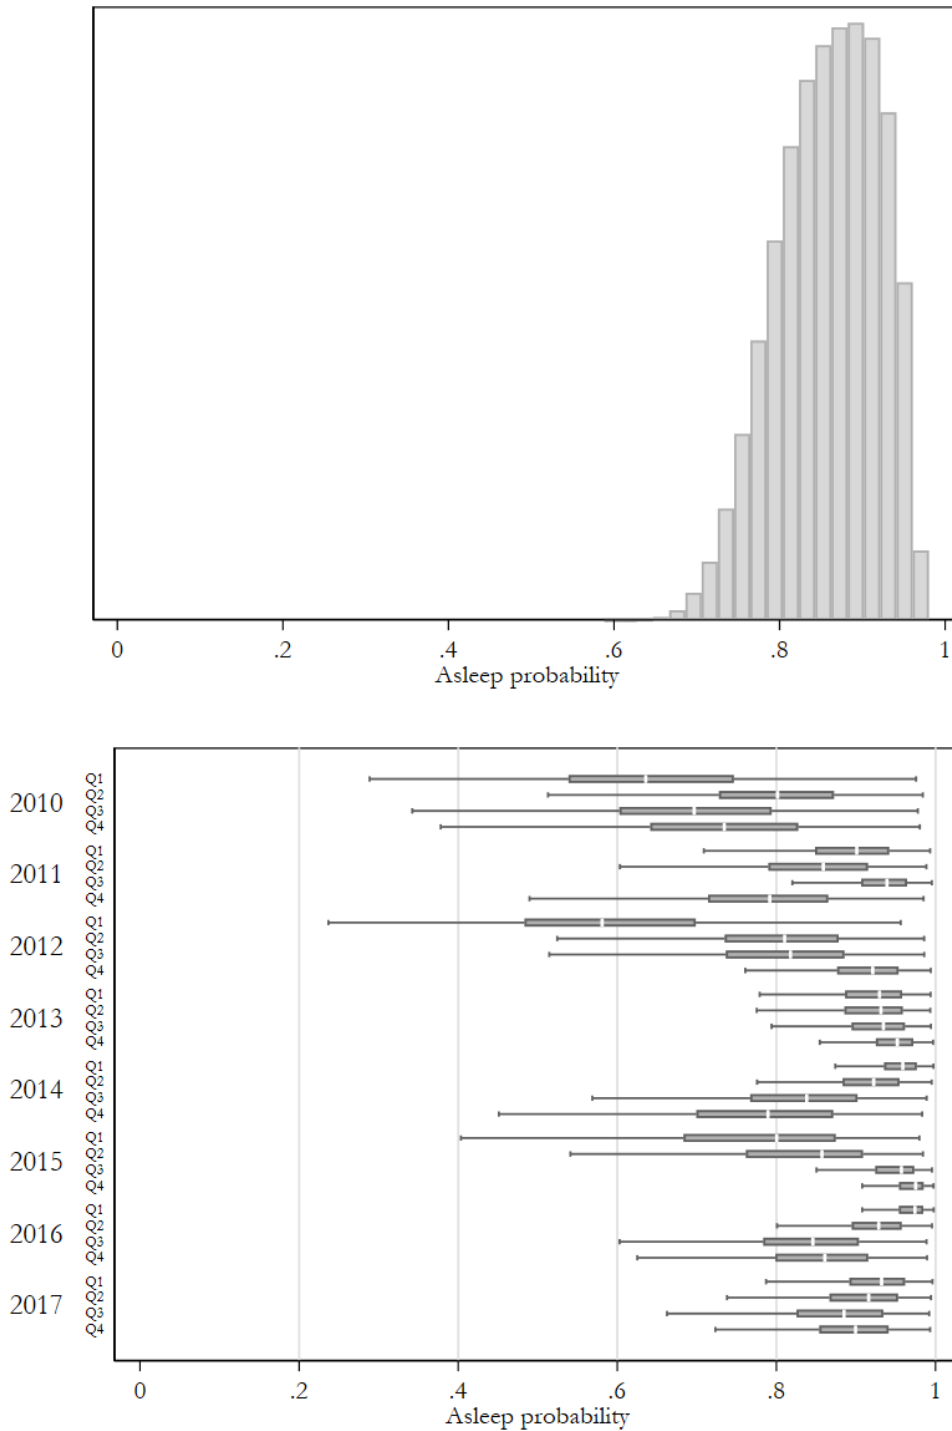 0 .2 .4 .6 .8 1
Asleep probability
2010 Q1
Q2
Q3
Q4
2011 Q1
Q2
Q3
Q4
2012 Q1
Q2
Q3
Q4
2013 Q1
Q2
Q3
Q4
2014 Q1
Q2
Q3
Q4
2015 Q1
Q2
Q3
Q4
2016 Q1
Q2
Q3
Q4
2017 Q1
Q2
Q3
Q4
0 .2 .4 .6 .8 1
Asleep probability